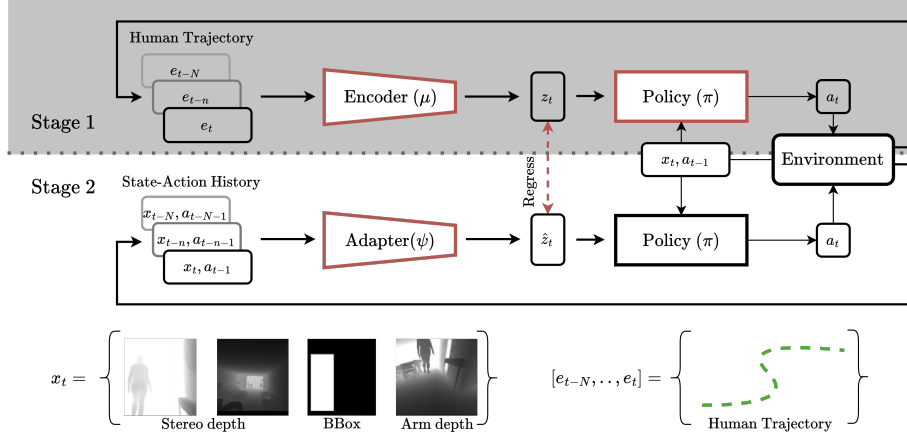 Human Trajectory
e_{t−N}
e_{t−n}
e_t
Encoder (μ)
z_t
Policy (π)
a_t
Stage 1
x_t, a_{t−1}
Environment
Regress
Stage 2
State-Action History
x_{t−N}, a_{t−N−1}
x_{t−n}, a_{t−n−1}
x_t, a_{t−1}
Adapter(ψ)
ẑ_t
Policy (π)
a_t
x_t =
Stereo depth
BBox
Arm depth
[e_{t−N}, . . , e_t] =
Human Trajectory